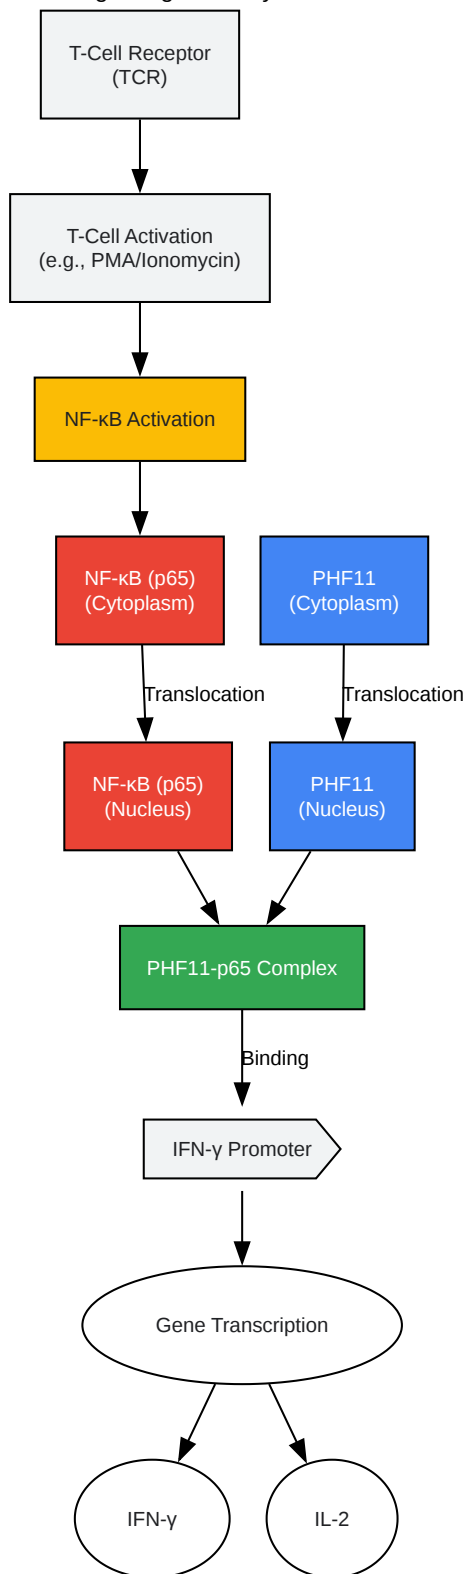 T-Cell Receptor
(TCR)
T-Cell Activation
(e.g., PMA/Ionomycin)
NF-κB Activation
NF-κB (p65)
(Cytoplasm)
PHF11
(Cytoplasm)
Translocation
Translocation
NF-κB (p65)
(Nucleus)
PHF11
(Nucleus)
PHF11-p65 Complex
Binding
IFN-γ Promoter
Gene Transcription
IFN-γ
IL-2